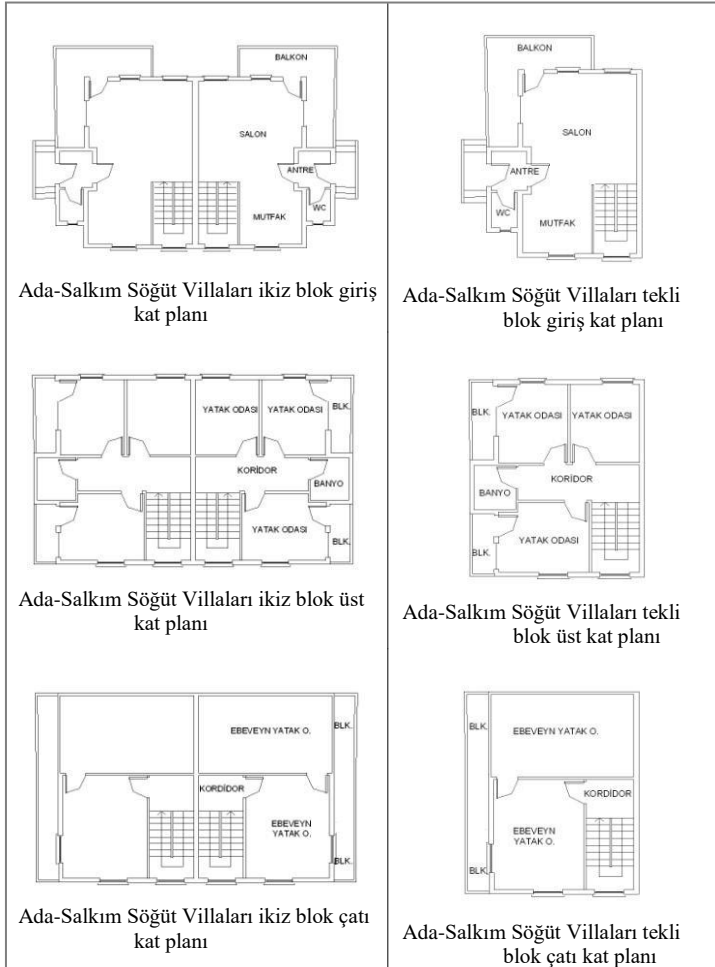 BALKON
SALON
ANTRE
WC
MUTFAK
Ada-Salkım Söğüt Villaları ikiz blok giriş
kat planı
BALKON
SALON
ANTRE
WC
MUTFAK
Ada-Salkım Söğüt Villaları tekli
blok giriş kat planı
YATAK ODASI YATAK ODASI BLK.
KORİDOR
BANYO
YATAK ODASI
BLK.
Ada-Salkım Söğüt Villaları ikiz blok üst
kat planı
BLK. YATAK ODASI YATAK ODASI
KORİDOR
BANYO
YATAK ODASI
BLK.
Ada-Salkım Söğüt Villaları tekli
blok üst kat planı
EBEVEYN YATAK O. BLK.
KORDİDOR
EBEVEYN
YATAK O.
BLK.
Ada-Salkım Söğüt Villaları ikiz blok çatı
kat planı
BLK. EBEVEYN YATAK O.
KORDİDOR
EBEVEYN
YATAK O.
BLK.
Ada-Salkım Söğüt Villaları tekli
blok çatı kat planı